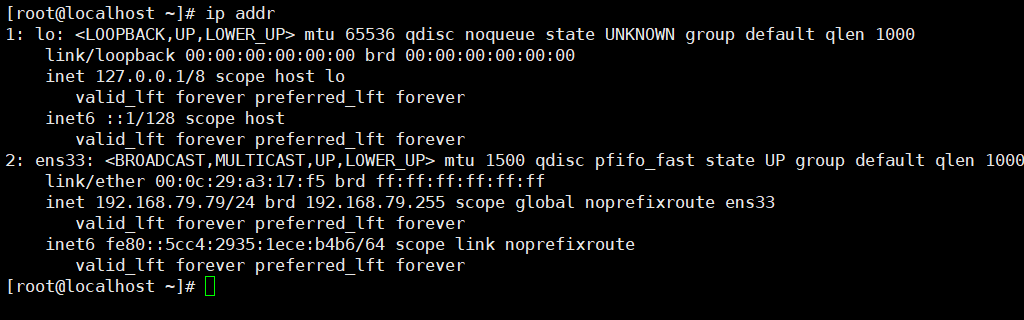 [root@localhost ~]# ip addr
1: lo: <LOOPBACK,UP,LOWER_UP> mtu 65536 qdisc noqueue state UNKNOWN group default qlen 1000
    link/loopback 00:00:00:00:00:00 brd 00:00:00:00:00:00
    inet 127.0.0.1/8 scope host lo
       valid_lft forever preferred_lft forever
    inet6 ::1/128 scope host
       valid_lft forever preferred_lft forever
2: ens33: <BROADCAST,MULTICAST,UP,LOWER_UP> mtu 1500 qdisc pfifo_fast state UP group default qlen 1000
    link/ether 00:0c:29:a3:17:f5 brd ff:ff:ff:ff:ff:ff
    inet 192.168.79.79/24 brd 192.168.79.255 scope global noprefixroute ens33
       valid_lft forever preferred_lft forever
    inet6 fe80::5cc4:2935:1ece:b4b6/64 scope link noprefixroute
       valid_lft forever preferred_lft forever
[root@localhost ~]#